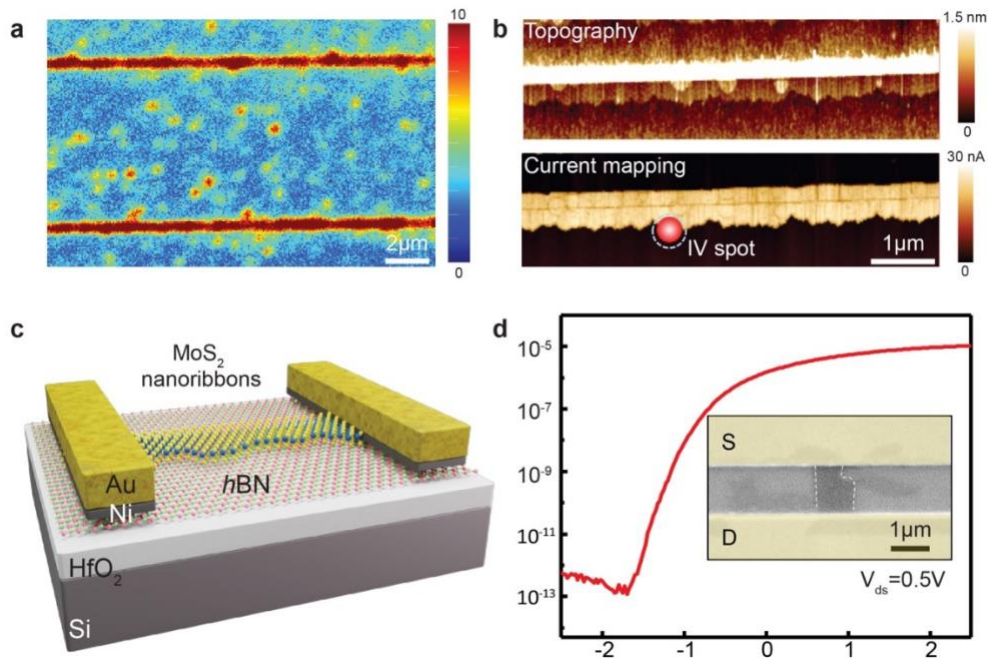 a
10
0
2μm
b
Topography
1.5 nm
0
Current mapping
30 nA
0
IV spot
1μm
c
MoS₂
nanoribbons
Au
Ni
hBN
HfO₂
Si
d
10⁻⁵
10⁻⁷
10⁻⁹
10⁻¹¹
10⁻¹³
S
D
1μm
V_ds=0.5V
-2
-1
0
1
2